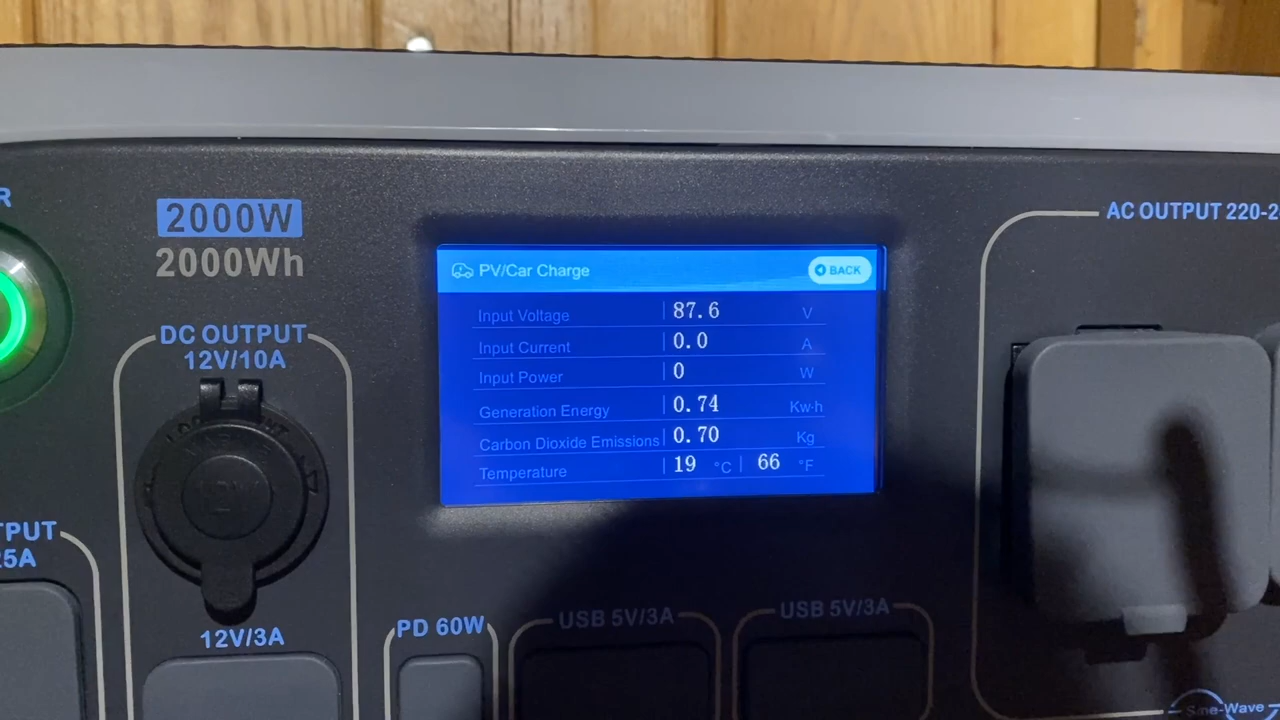 R
2000W
2000Wh
DC OUTPUT
12V/10A
TPUT
25A
12V/3A
PD 60W
USB 5V/3A
USB 5V/3A
PV/Car Charge
BACK
Input Voltage 87.6 V
Input Current 0.0 A
Input Power 0 W
Generation Energy 0.74 Kw·h
Carbon Dioxide Emissions 0.70 Kg
Temperature 19 °C 66 °F
AC OUTPUT 220-2
Sine-Wave